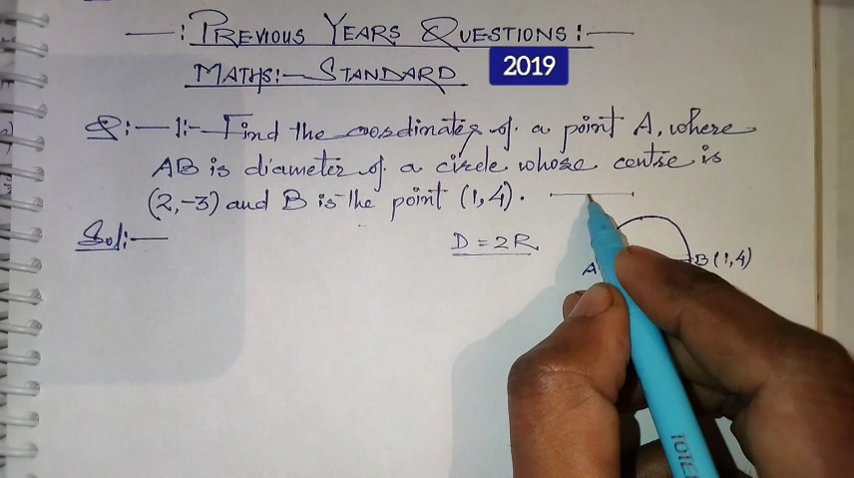 —: PREVIOUS YEARS QUESTIONS :—
MATHS:— STANDARD 2019
Q:— 1:— Find the coordinates of a point A, where
AB is diameter of a circle whose centre is
(2,-3) and B is the point (1,4).
Sol:— D = 2R
A B(1,4)
TOTE